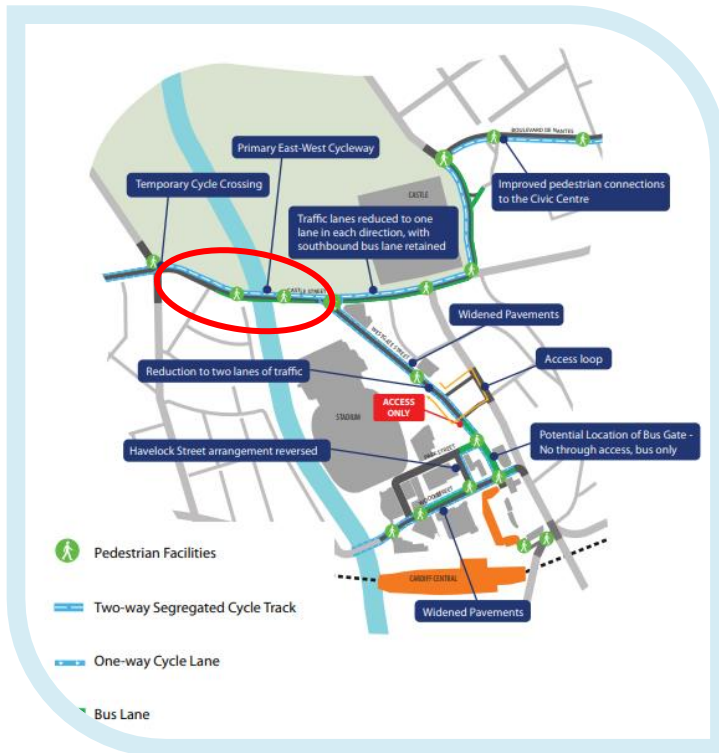 BOULEVARD DE NANTES
Primary East-West Cycleway
Temporary Cycle Crossing
CASTLE
Improved pedestrian connections
to the Civic Centre
Traffic lanes reduced to one
lane in each direction, with
southbound bus lane retained
CASTLE STREET
Widened Pavements
WESTGATE STREET
Access loop
Reduction to two lanes of traffic
ACCESS
ONLY
STADIUM
Potential Location of Bus Gate -
No through access, bus only
Havelock Street arrangement reversed
PARK STREET
WOOD STREET
Pedestrian Facilities
CARDIFF CENTRAL
Two-way Segregated Cycle Track
Widened Pavements
One-way Cycle Lane
Bus Lane